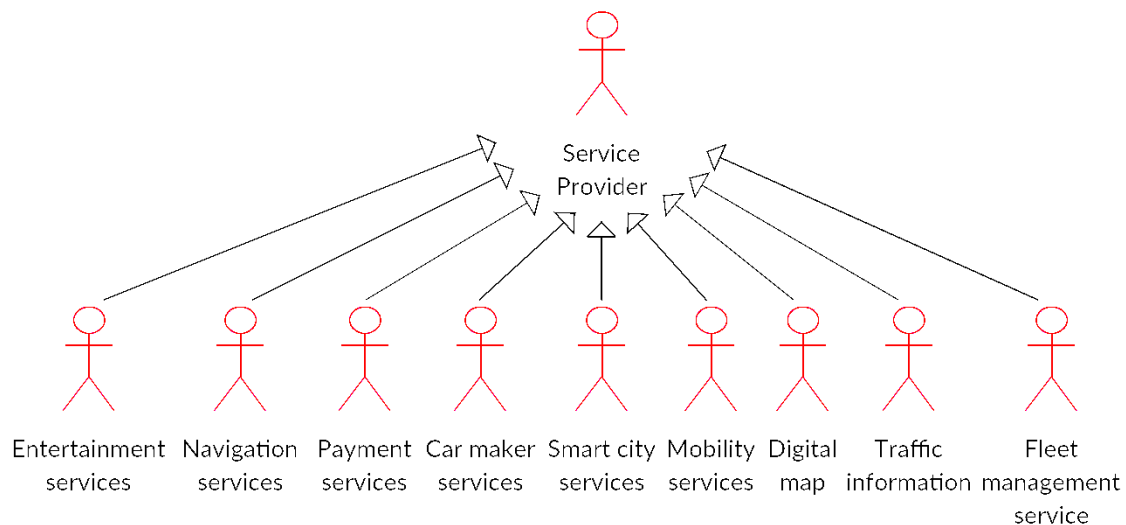 Service
Provider
Entertainment
services
Navigation
services
Payment
services
Car maker
services
Smart city
services
Mobility
services
Digital
map
Traffic
information
Fleet
management
service